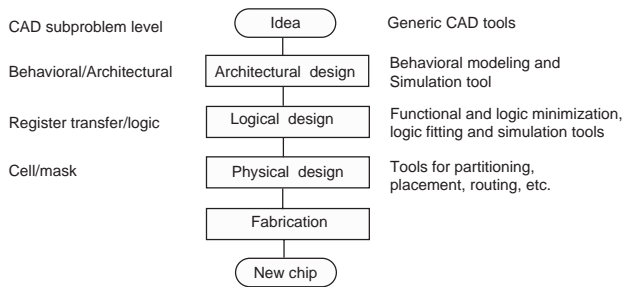 CAD subproblem level
Idea
Generic CAD tools
Behavioral/Architectural
Architectural design
Behavioral modeling and
Simulation tool
Register transfer/logic
Logical design
Functional and logic minimization,
logic fitting and simulation tools
Cell/mask
Physical design
Tools for partitioning,
placement, routing, etc.
Fabrication
New chip